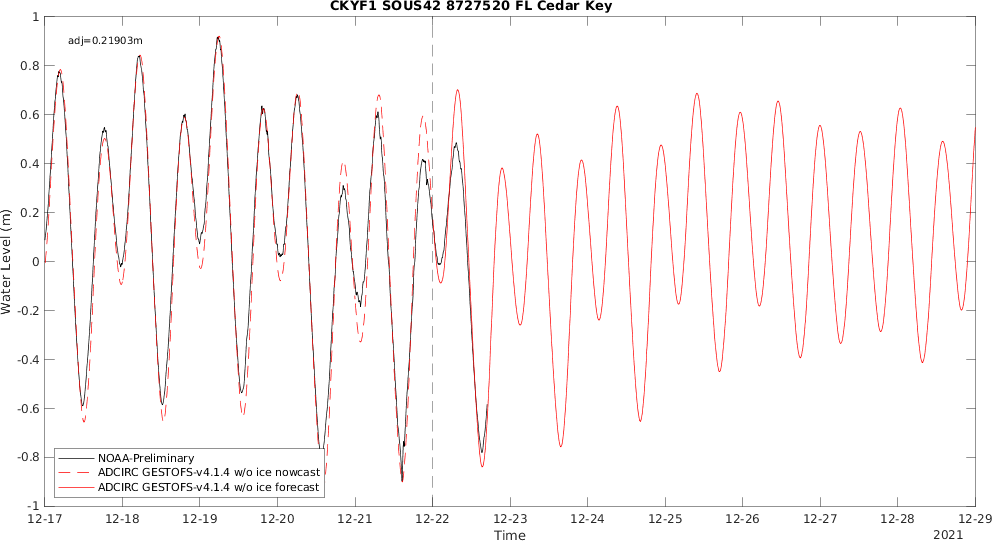 CKYF1 SOUS42 8727520 FL Cedar Key
adj=0.21903m
Water Level (m)
1
0.8
0.6
0.4
0.2
0
-0.2
-0.4
-0.6
-0.8
-1
NOAA-Preliminary
ADCIRC GESTOFS-v4.1.4 w/o ice nowcast
ADCIRC GESTOFS-v4.1.4 w/o ice forecast
12-17 12-18 12-19 12-20 12-21 12-22 12-23 12-24 12-25 12-26 12-27 12-28 12-29
Time
2021